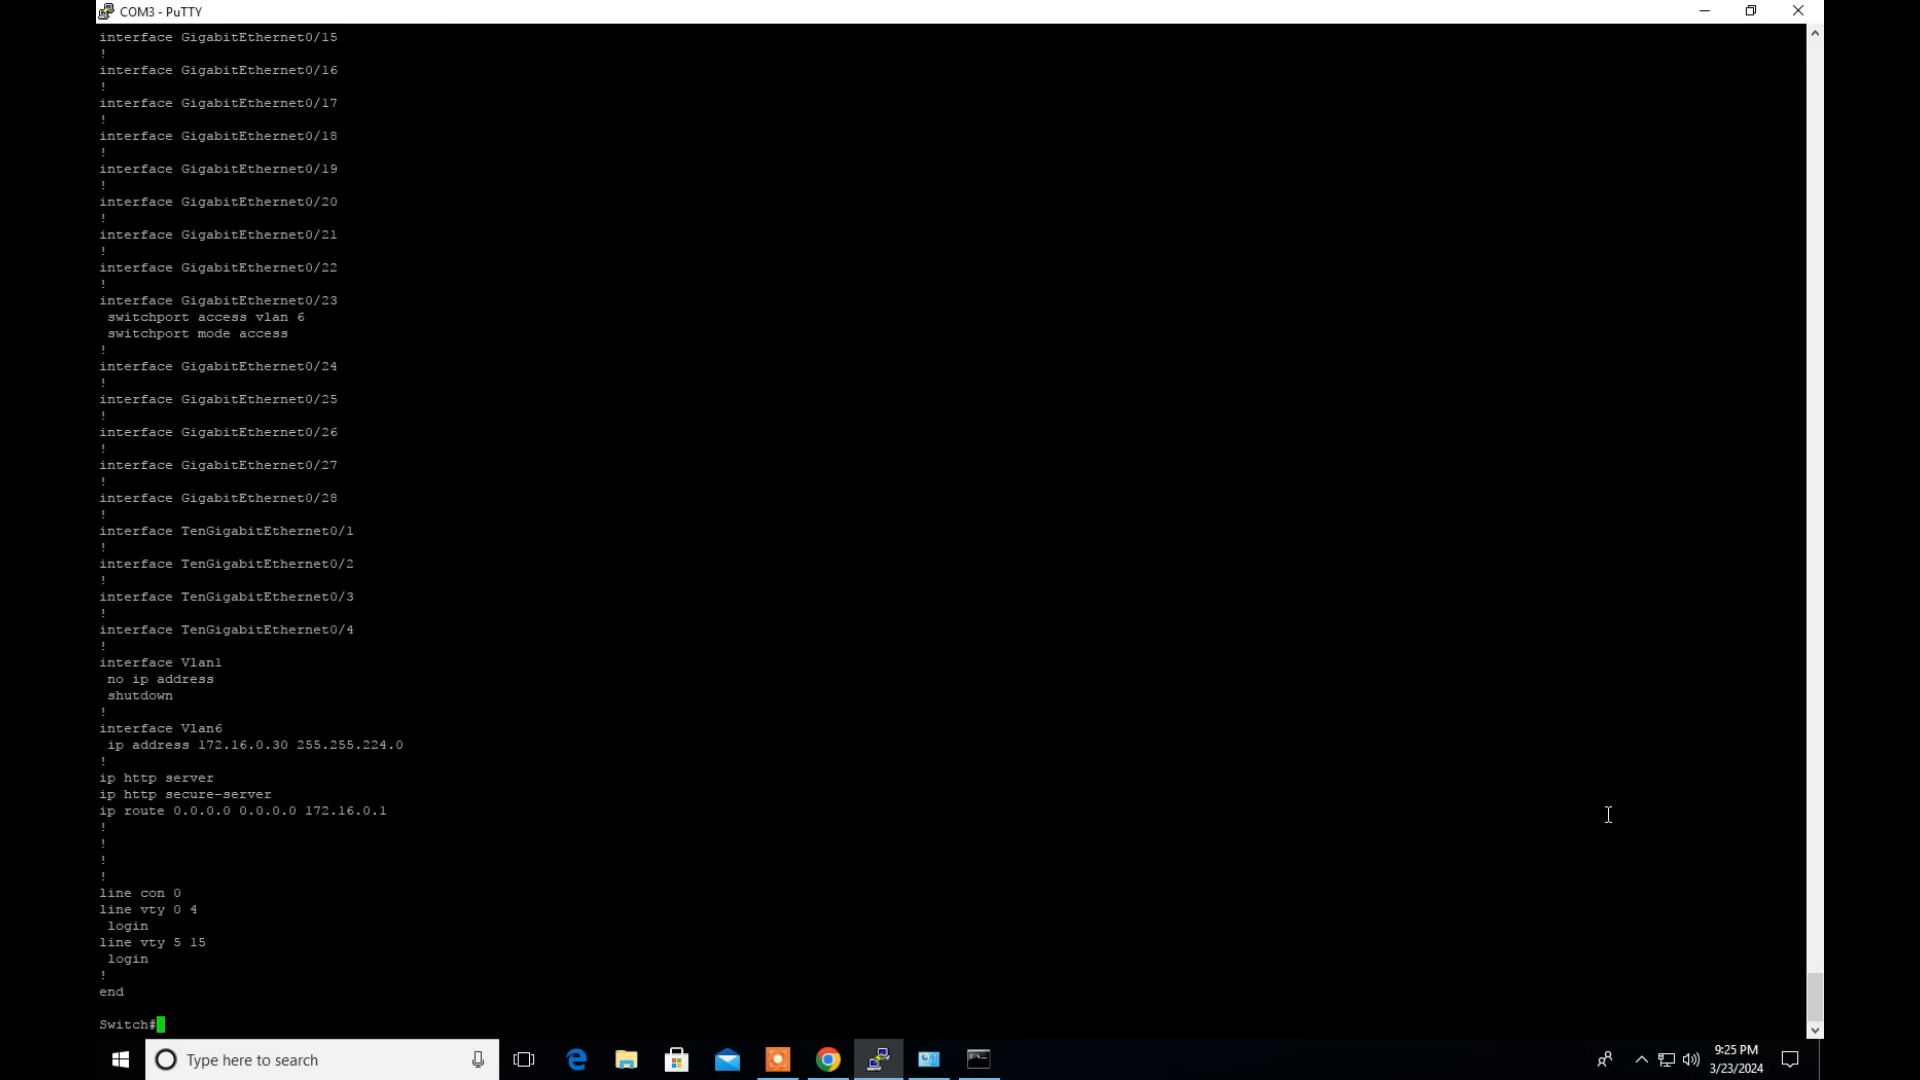 COM3 - PuTTY
interface GigabitEthernet0/15
!
interface GigabitEthernet0/16
!
interface GigabitEthernet0/17
!
interface GigabitEthernet0/18
!
interface GigabitEthernet0/19
!
interface GigabitEthernet0/20
!
interface GigabitEthernet0/21
!
interface GigabitEthernet0/22
!
interface GigabitEthernet0/23
 switchport access vlan 6
 switchport mode access
!
interface GigabitEthernet0/24
!
interface GigabitEthernet0/25
!
interface GigabitEthernet0/26
!
interface GigabitEthernet0/27
!
interface GigabitEthernet0/28
!
interface TenGigabitEthernet0/1
!
interface TenGigabitEthernet0/2
!
interface TenGigabitEthernet0/3
!
interface TenGigabitEthernet0/4
!
interface Vlan1
 no ip address
 shutdown
!
interface Vlan6
 ip address 172.16.0.30 255.255.224.0
!
ip http server
ip http secure-server
ip route 0.0.0.0 0.0.0.0 172.16.0.1
!
!
!
!
line con 0
line vty 0 4
 login
line vty 5 15
 login
!
end
Switch#
Type here to search
9:25 PM
3/23/2024